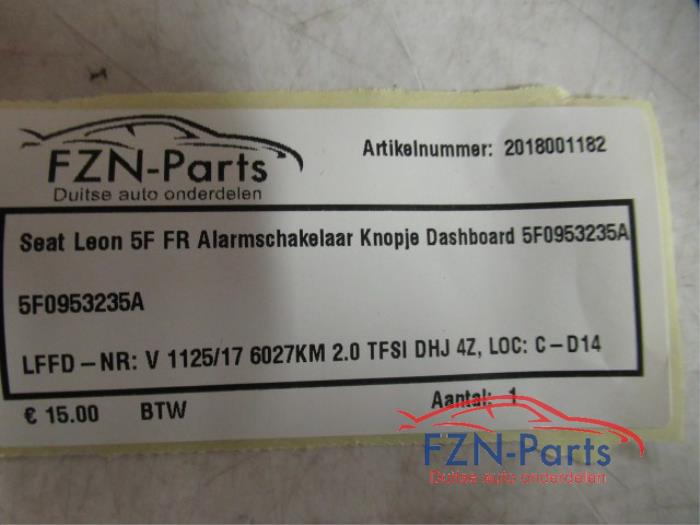 FZN-Parts
Duitse auto onderdelen
Artikelnummer: 2018001182
Seat Leon 5F FR Alarmschakelaar Knopje Dashboard 5F0953235A
5F0953235A
LFFD-NR: V 1125/17 6027KM 2.0 TFSI DHJ 4Z, LOC: C-D14
€ 15.00 BTW Aantal: 1
FZN-Parts
Duitse auto onderdelen